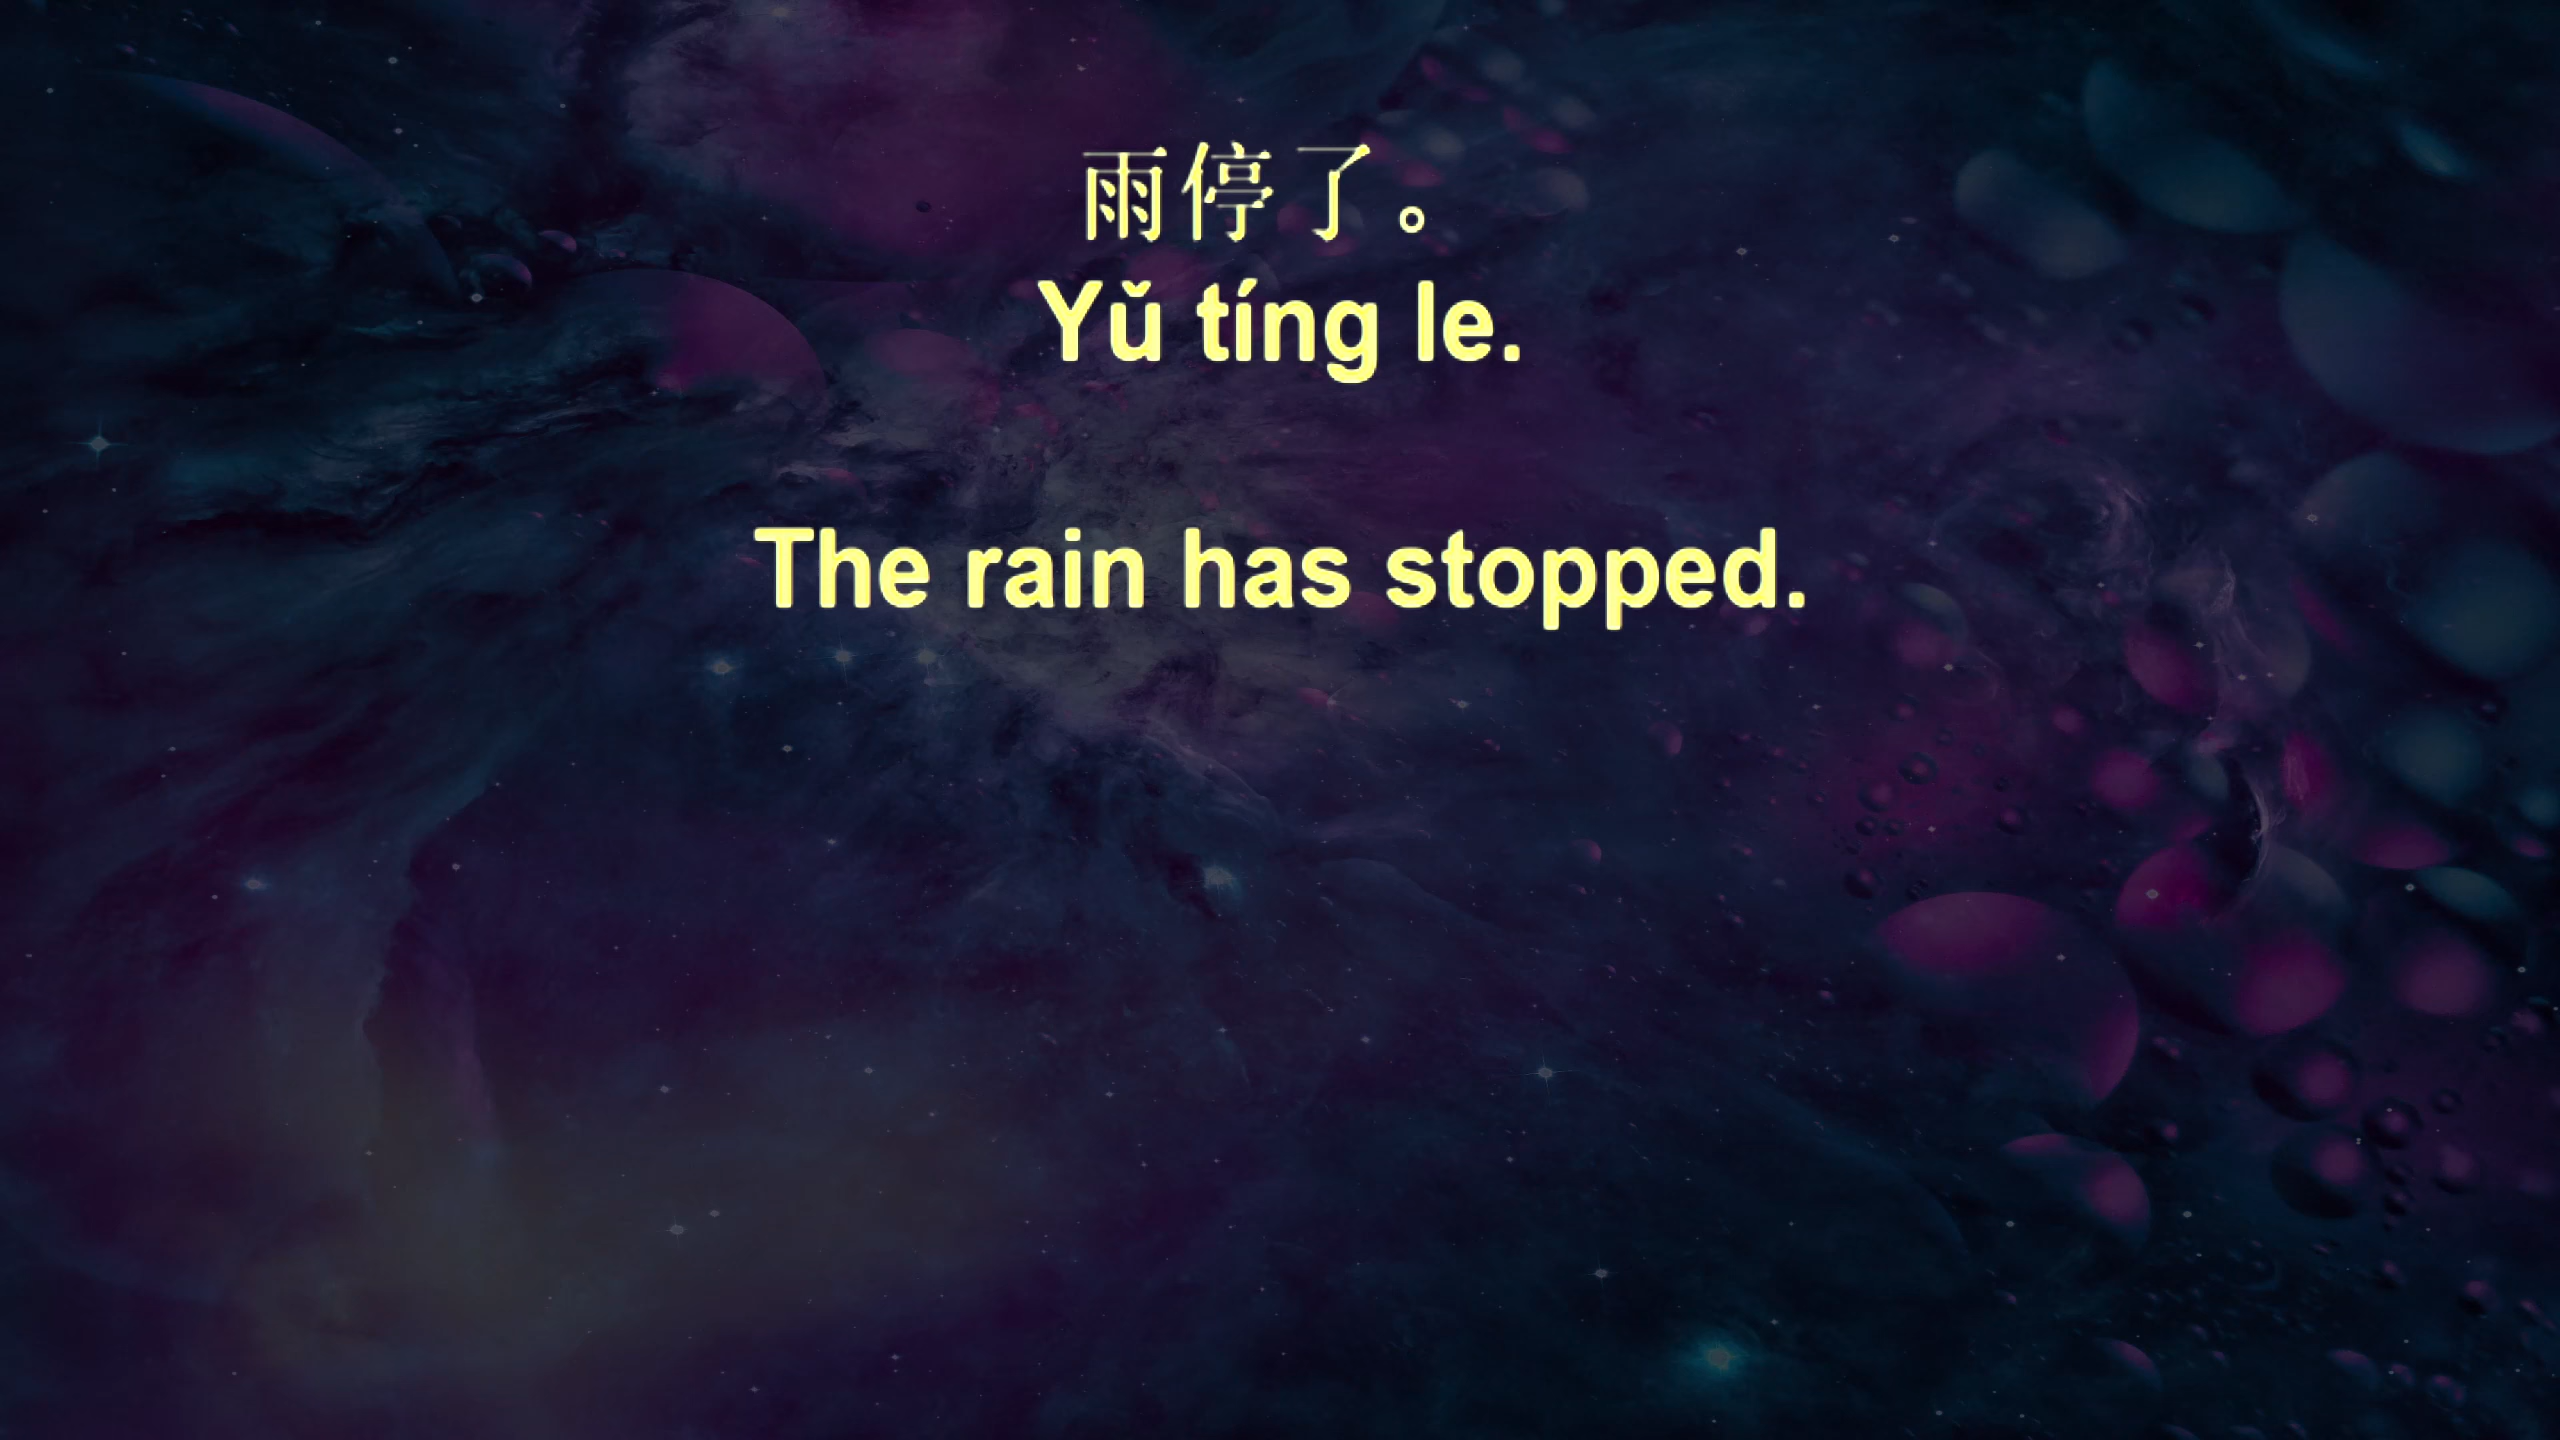 雨停了。
Yǔ tíng le.
The rain has stopped.